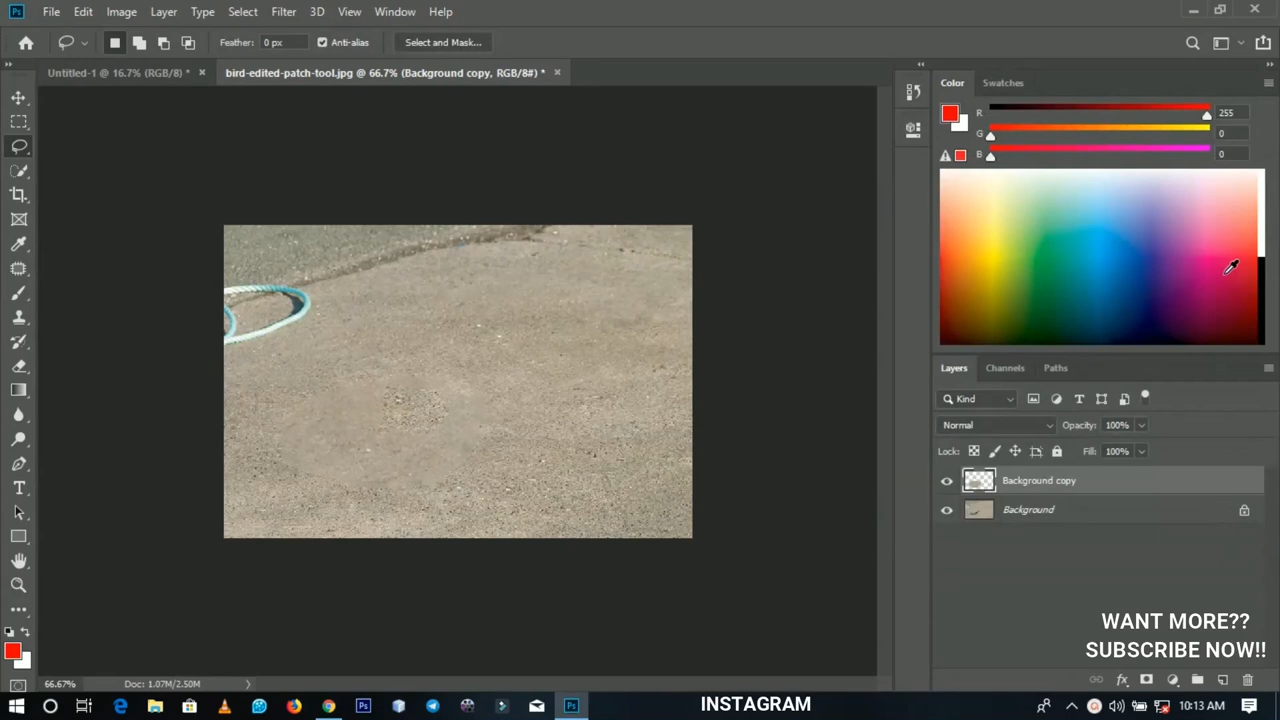 Ps File Edit Image Layer Type Select Filter 3D View Window Help
Feather: 0 px Anti-alias Select and Mask...
Untitled-1 @ 16.7% (RGB/8) * × bird-edited-patch-tool.jpg @ 66.7% (Background copy, RGB/8#) * ×
Color Swatches
R 255
G 0
B 0
Layers Channels Paths
Kind
Normal Opacity: 100%
Lock: Fill: 100%
Background copy
Background
WANT MORE??
SUBSCRIBE NOW!!
66.67% Doc: 1.07M/2.50M
INSTAGRAM
Ps Ps 10:13 AM